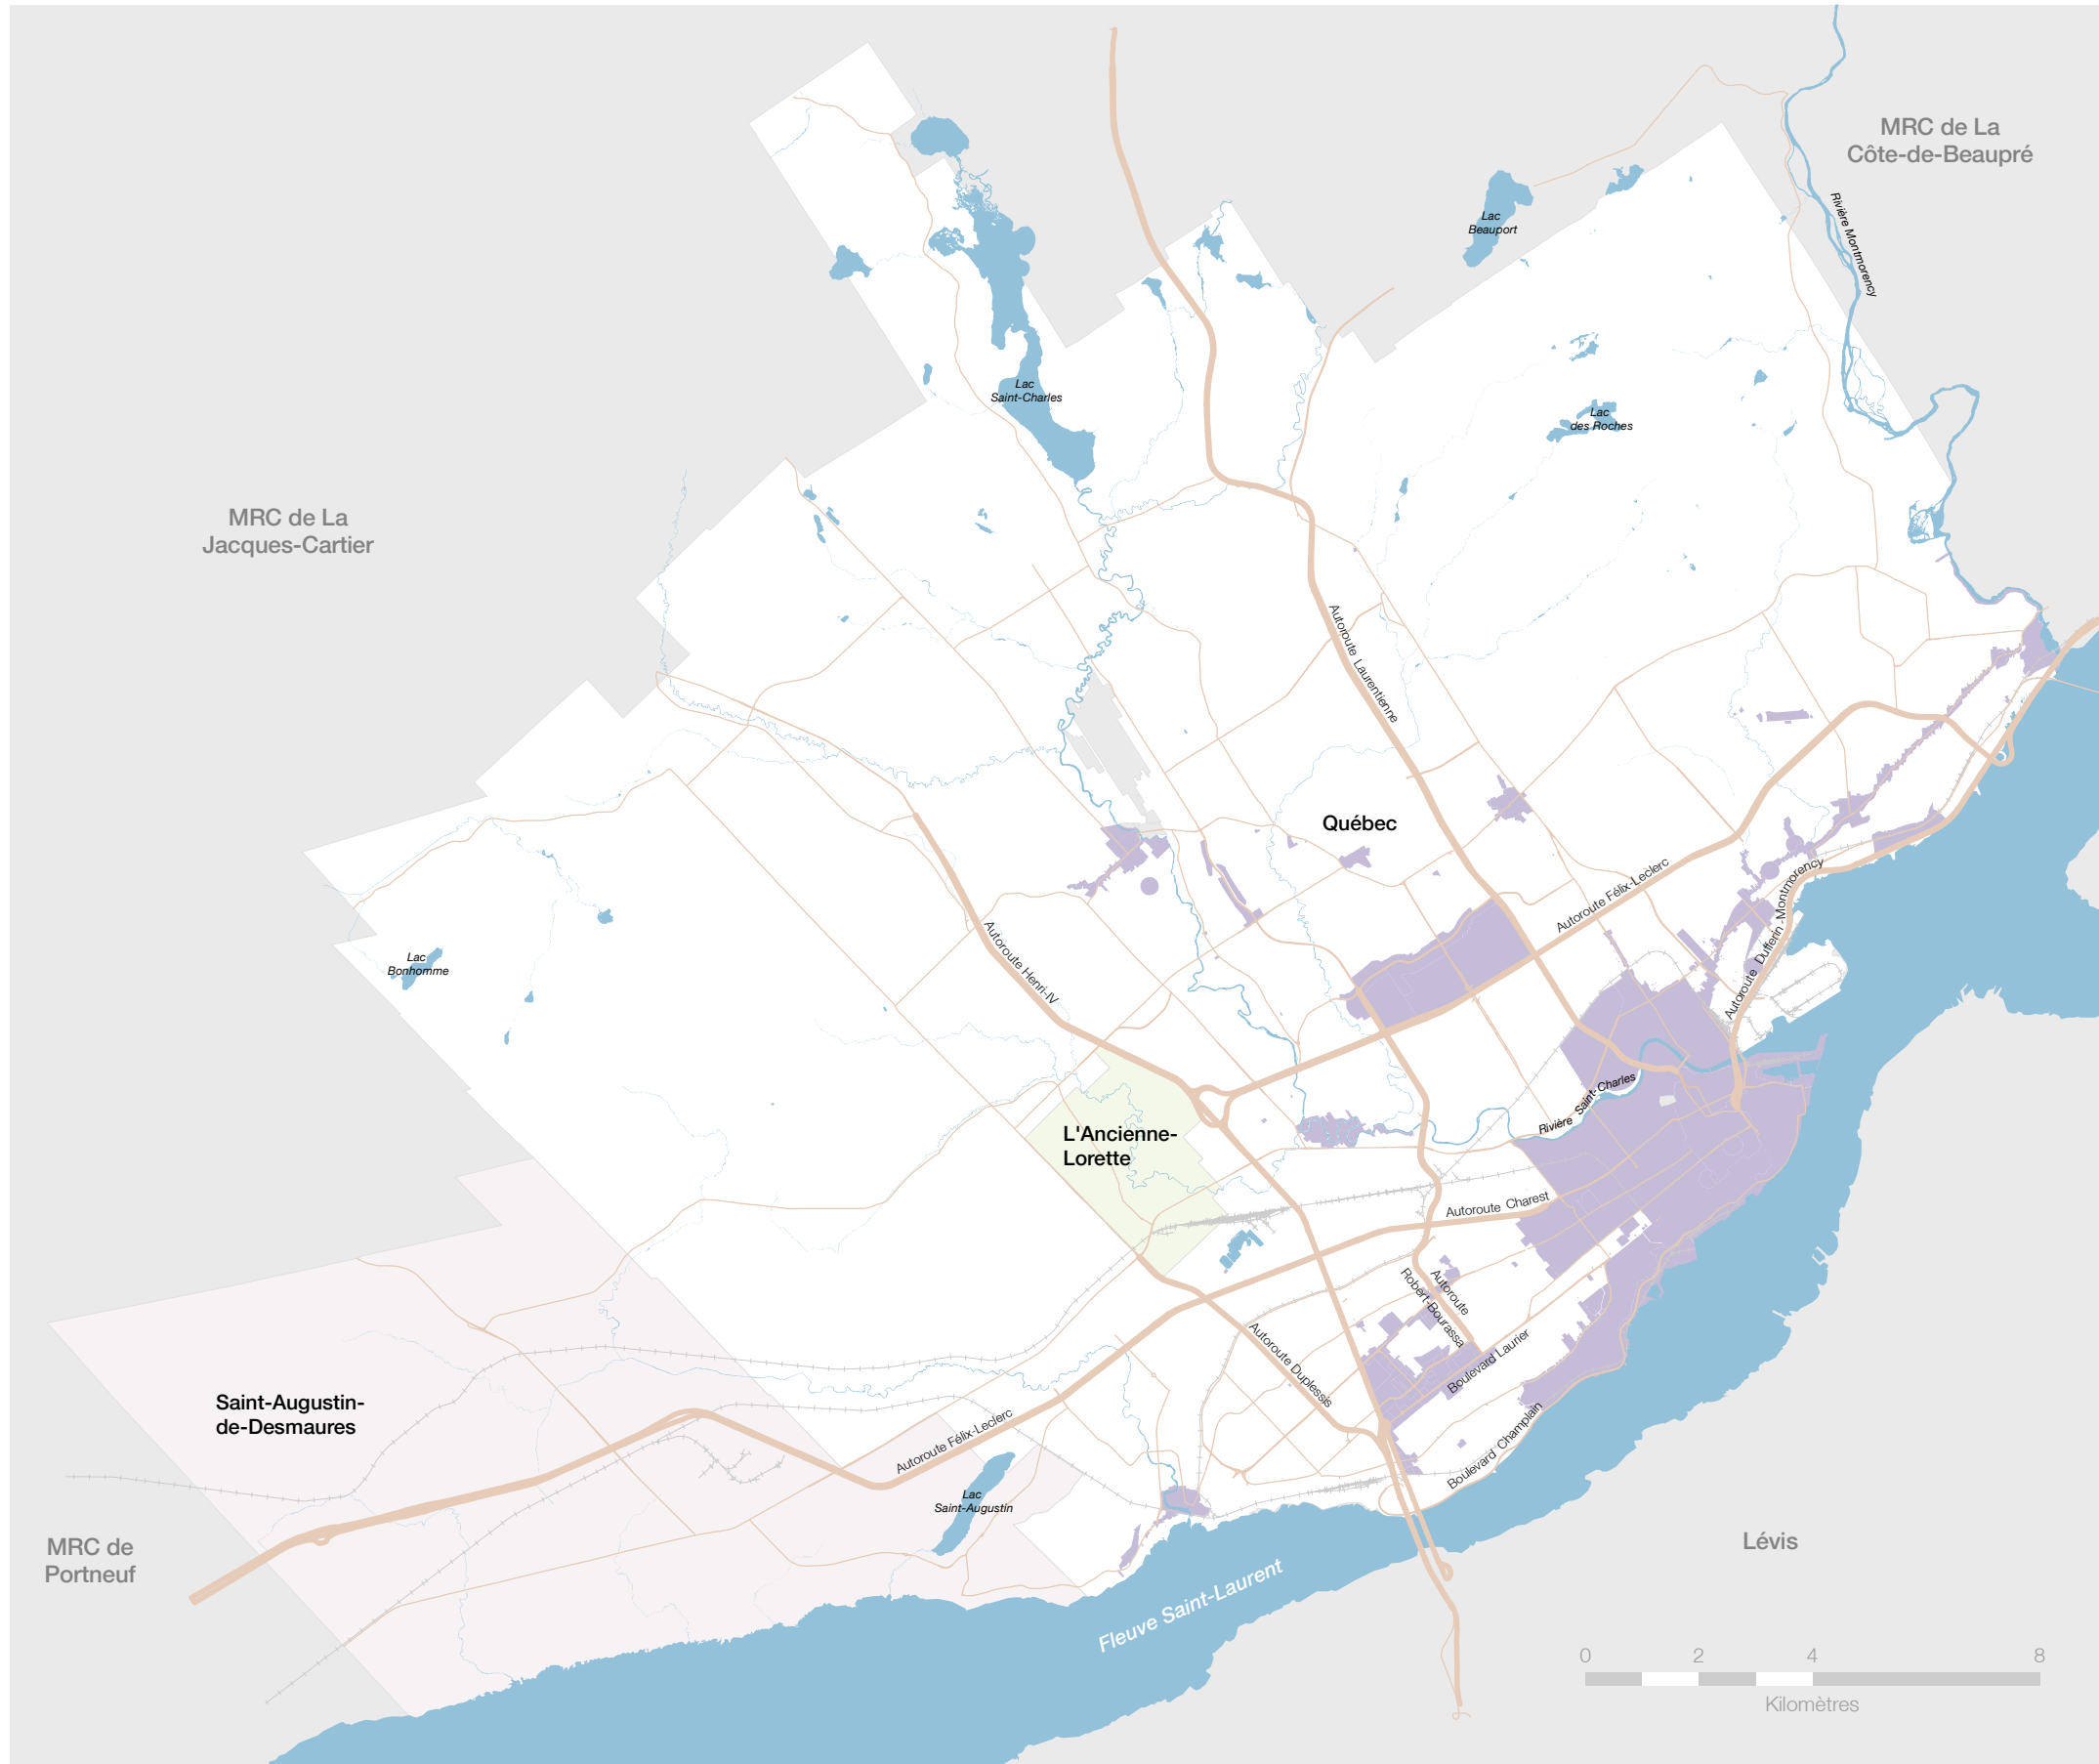 MRC de La
Côte-de-Beaupré
Rivière Montmorency
Lac
Beauport
Lac
Saint-Charles
Lac
des Roches
MRC de La
Jacques-Cartier
Autoroute Laurentienne
Québec
Autoroute Félix-Leclerc
Autoroute Dufferin-Montmorency
Lac
Bonhomme
Autoroute Henri-IV
Rivière Saint-Charles
L'Ancienne-
Lorette
Autoroute Charest
Autoroute
Robert-Bourassa
Autoroute Duplessis
Boulevard Laurier
Saint-Augustin-
de-Desmaures
Autoroute Félix-Leclerc
Boulevard Champlain
Lac
Saint-Augustin
MRC de
Portneuf
Lévis
Fleuve Saint-Laurent
0 2 4 8
Kilomètres